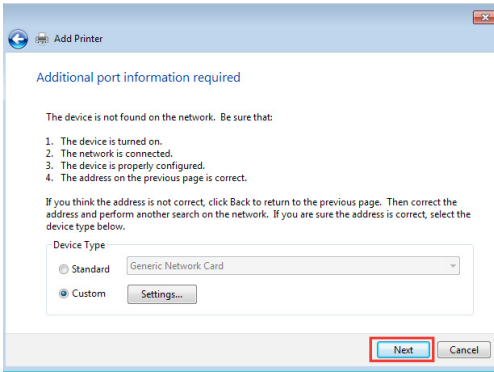 Add Printer
Additional port information required
The device is not found on the network.  Be sure that:
1.  The device is turned on.
2.  The network is connected.
3.  The device is properly configured.
4.  The address on the previous page is correct.
If you think the address is not correct, click Back to return to the previous page.  Then correct the
address and perform another search on the network.  If you are sure the address is correct, select the
device type below.
Device Type
Standard
Generic Network Card
Custom
Settings...
Next
Cancel